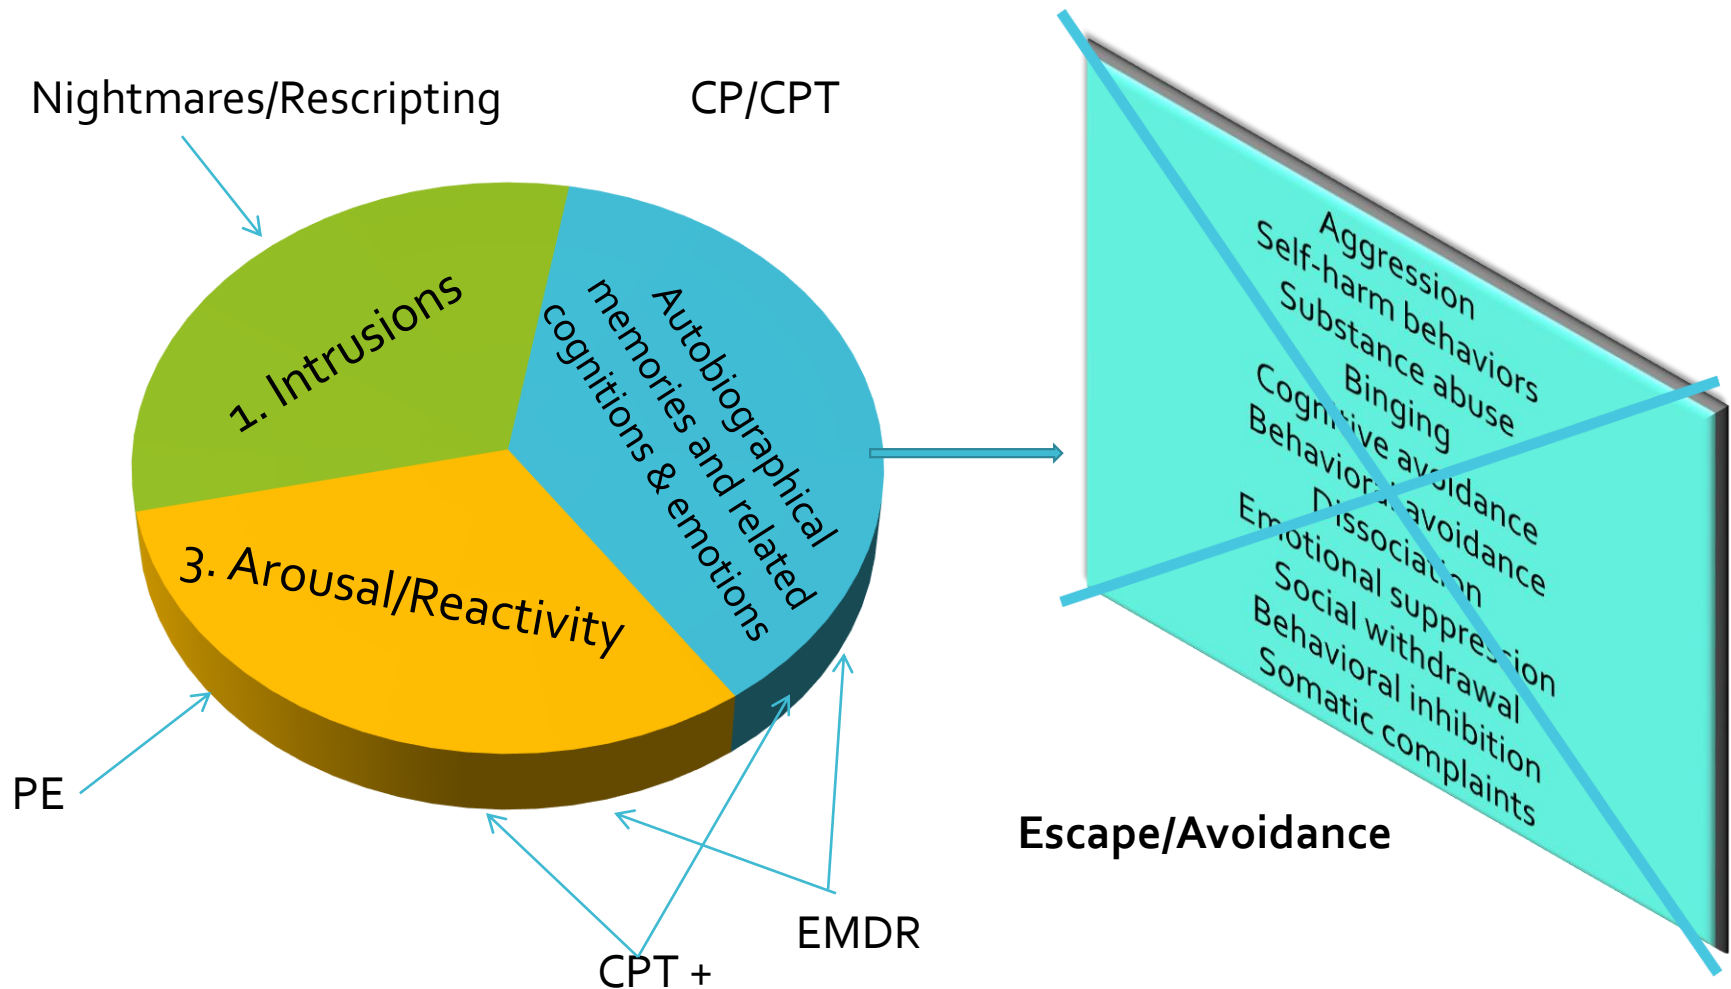 Nightmares/Rescripting
CP/CPT
1. Intrusions
Autobiographical
memories and related
cognitions & emotions
3. Arousal/Reactivity
PE
CPT +
EMDR
Aggression
Self-harm behaviors
Substance abuse
Binging
Cognitive avoidance
Behavioral avoidance
Dissociation
Emotional suppression
Social withdrawal
Behavioral inhibition
Somatic complaints
Escape/Avoidance